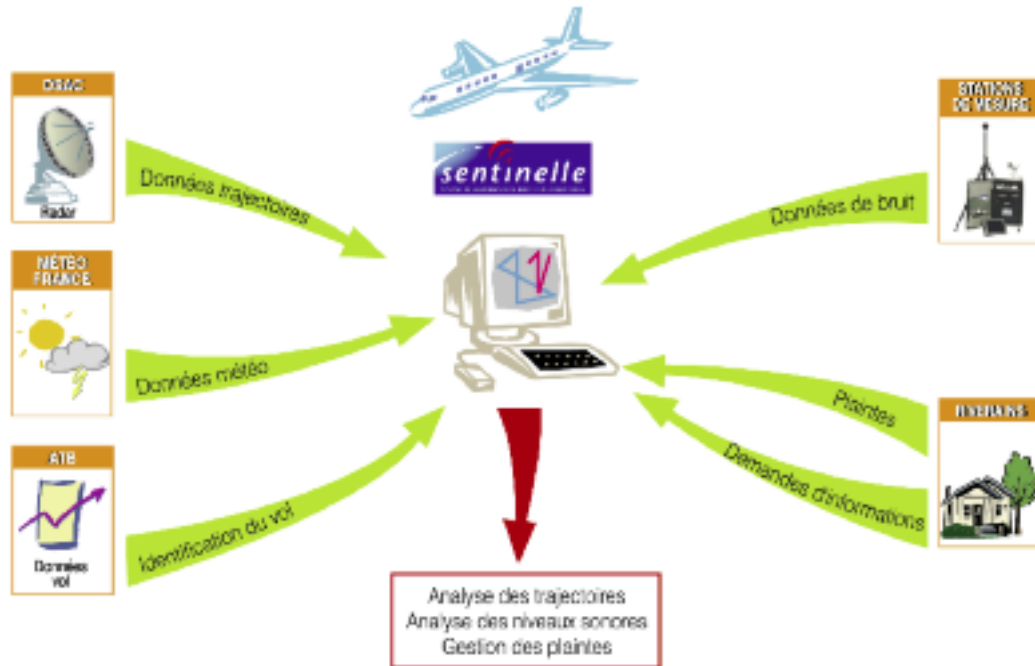 Radar
Données trajectoires
MÉTÉO
FRANCE
Données météo
ATB
Données
vol
Identification du vol
sentinelle
STATIONS
DE MESURE
Données de bruit
RIVERAINS
Plaintes
Demandes d'informations
Analyse des trajectoires
Analyse des niveaux sonores
Gestion des plaintes